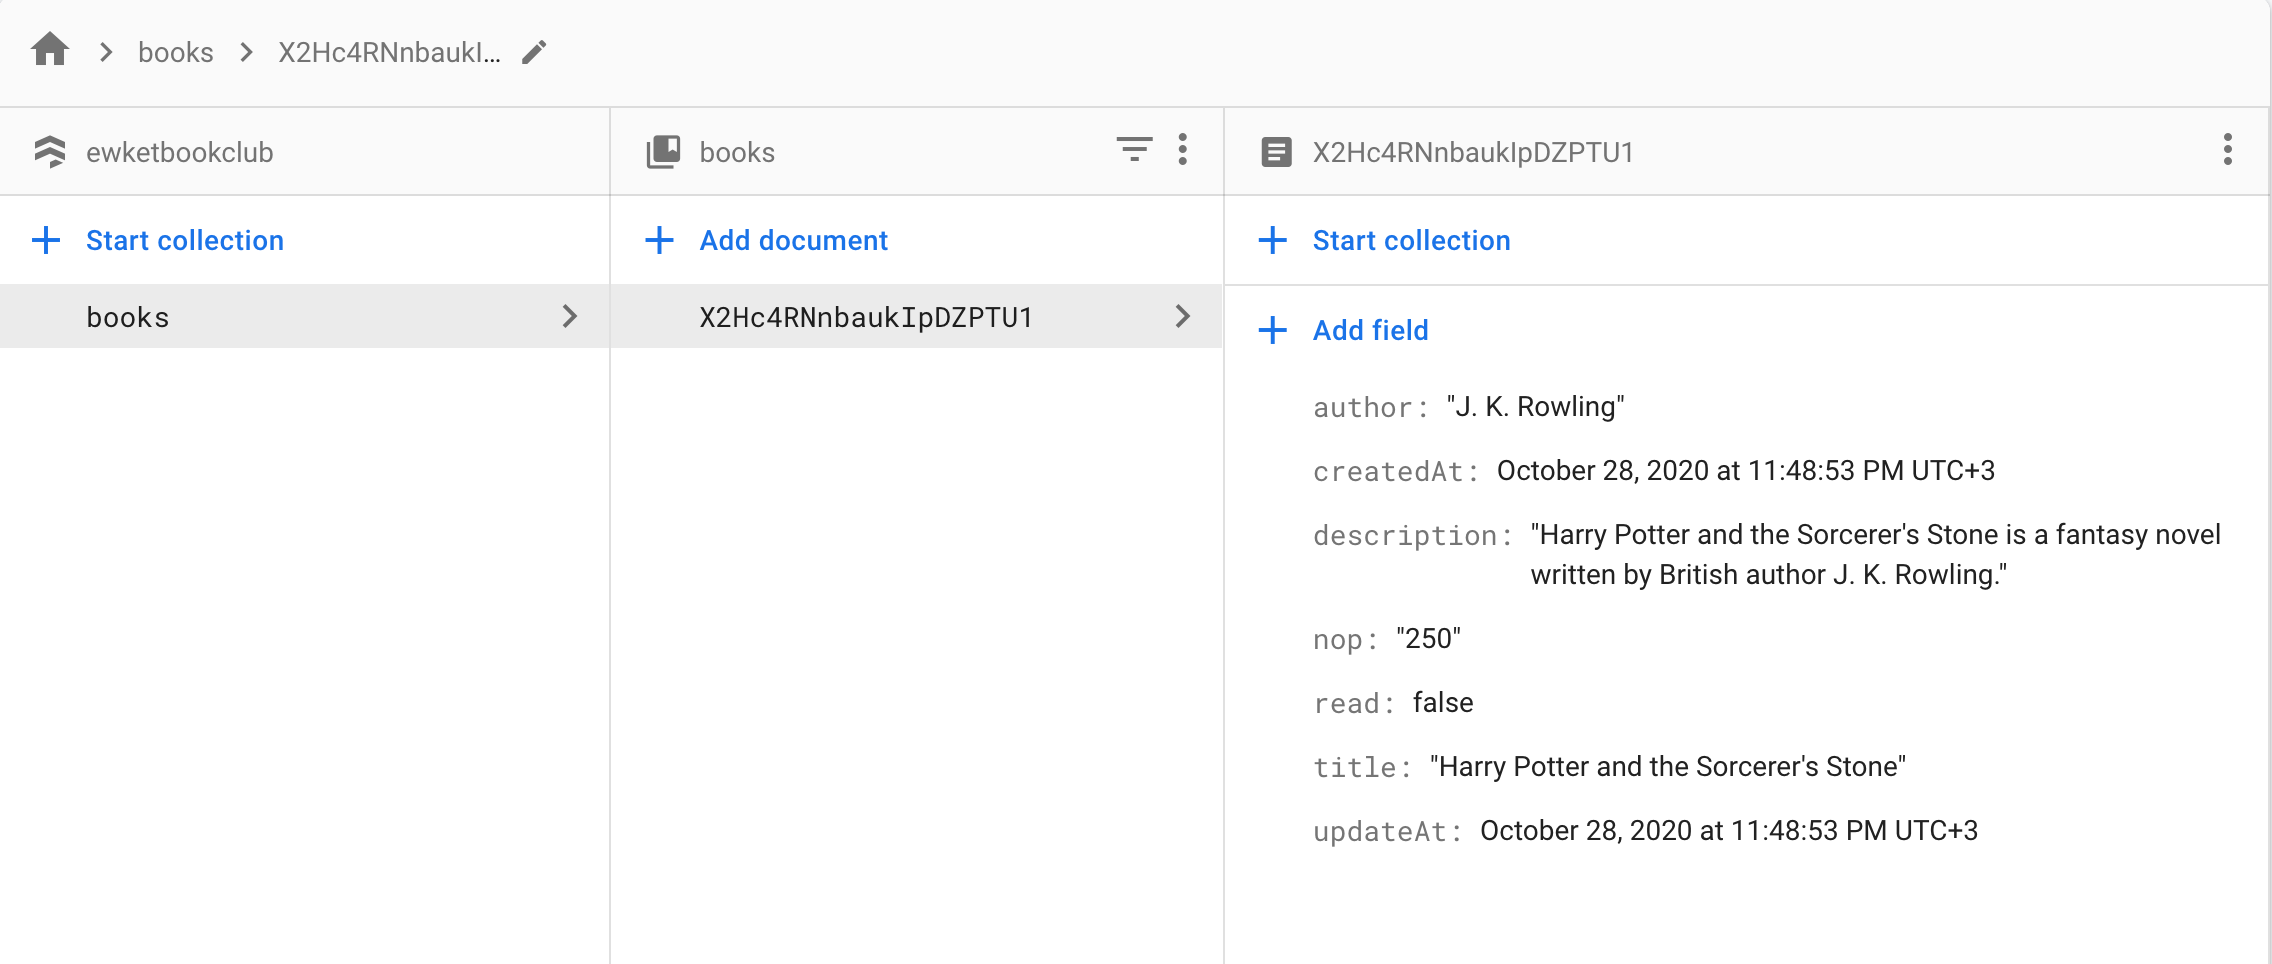 books
X2Hc4RNnbaukI...
ewketbookclub
books
X2Hc4RNnbaukIpDZPTU1
Start collection
Add document
Start collection
books
X2Hc4RNnbaukIpDZPTU1
Add field
author: "J. K. Rowling"
createdAt: October 28, 2020 at 11:48:53 PM UTC+3
description: "Harry Potter and the Sorcerer's Stone is a fantasy novel
written by British author J. K. Rowling."
nop: "250"
read: false
title: "Harry Potter and the Sorcerer's Stone"
updateAt: October 28, 2020 at 11:48:53 PM UTC+3